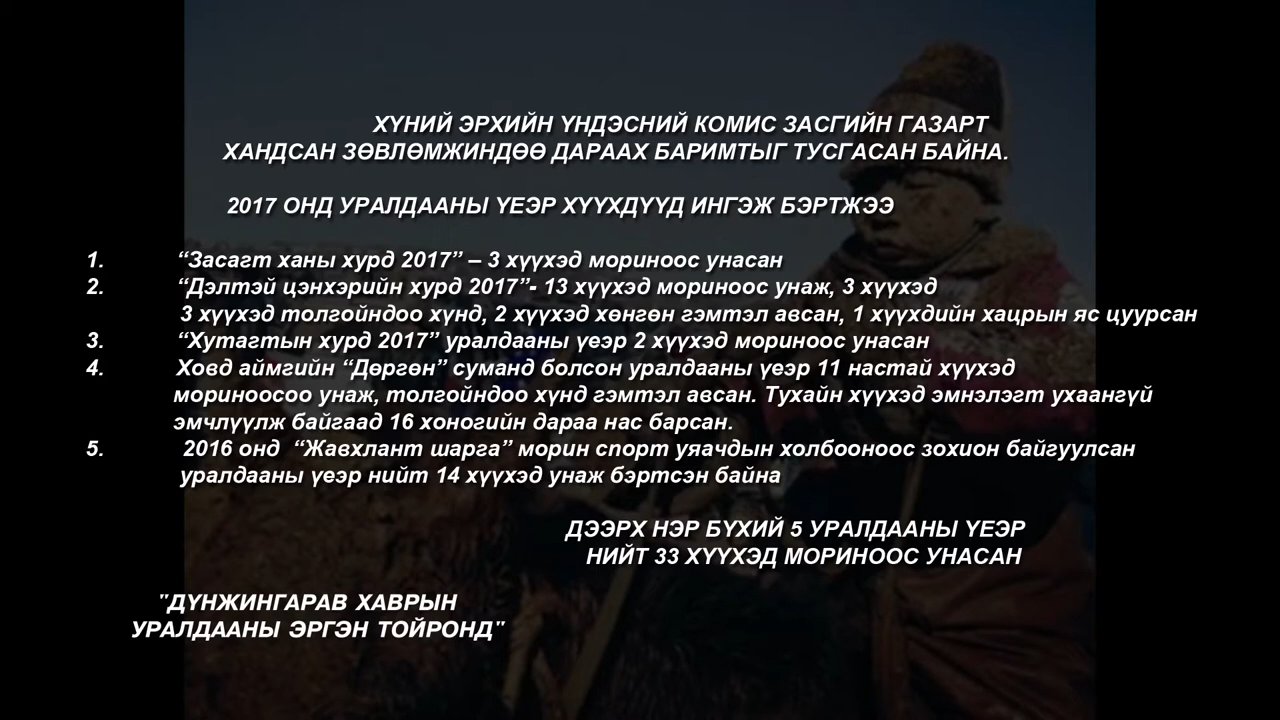 ХҮНИЙ ЭРХИЙН ҮНДЭСНИЙ КОМИС ЗАСГИЙН ГАЗАРТ
ХАНДСАН ЗӨВЛӨМЖИНДӨӨ ДАРААХ БАРИМТЫГ ТУСГАСАН БАЙНА.
2017 ОНД УРАЛДААНЫ ҮЕЭР ХҮҮХДҮҮД ИНГЭЖ БЭРТЖЭЭ
1. “Засагт ханы хурд 2017” – 3 хүүхэд мориноос унасан
2. “Дэлтэй цэнхэрийн хурд 2017”- 13 хүүхэд мориноос унаж, 3 хүүхэд
3 хүүхэд толгойндоо хүнд, 2 хүүхэд хөнгөн гэмтэл авсан, 1 хүүхдийн хацрын яс цуурсан
3. “Хутагтын хурд 2017” уралдааны үеэр 2 хүүхэд мориноос унасан
4. Ховд аймгийн “Дөргөн” суманд болсон уралдааны үеэр 11 настай хүүхэд
мориноосоо унаж, толгойндоо хүнд гэмтэл авсан. Тухайн хүүхэд эмнэлэгт ухаангүй
эмчлүүлж байгаад 16 хоногийн дараа нас барсан.
5. 2016 онд “Жавхлант шарга” морин спорт уяачдын холбооноос зохион байгуулсан
уралдааны үеэр нийт 14 хүүхэд унаж бэртсэн байна
ДЭЭРХ НЭР БҮХИЙ 5 УРАЛДААНЫ ҮЕЭР
НИЙТ 33 ХҮҮХЭД МОРИНООС УНАСАН
"ДҮНЖИНГАРАВ ХАВРЫН
УРАЛДААНЫ ЭРГЭН ТОЙРОНД"